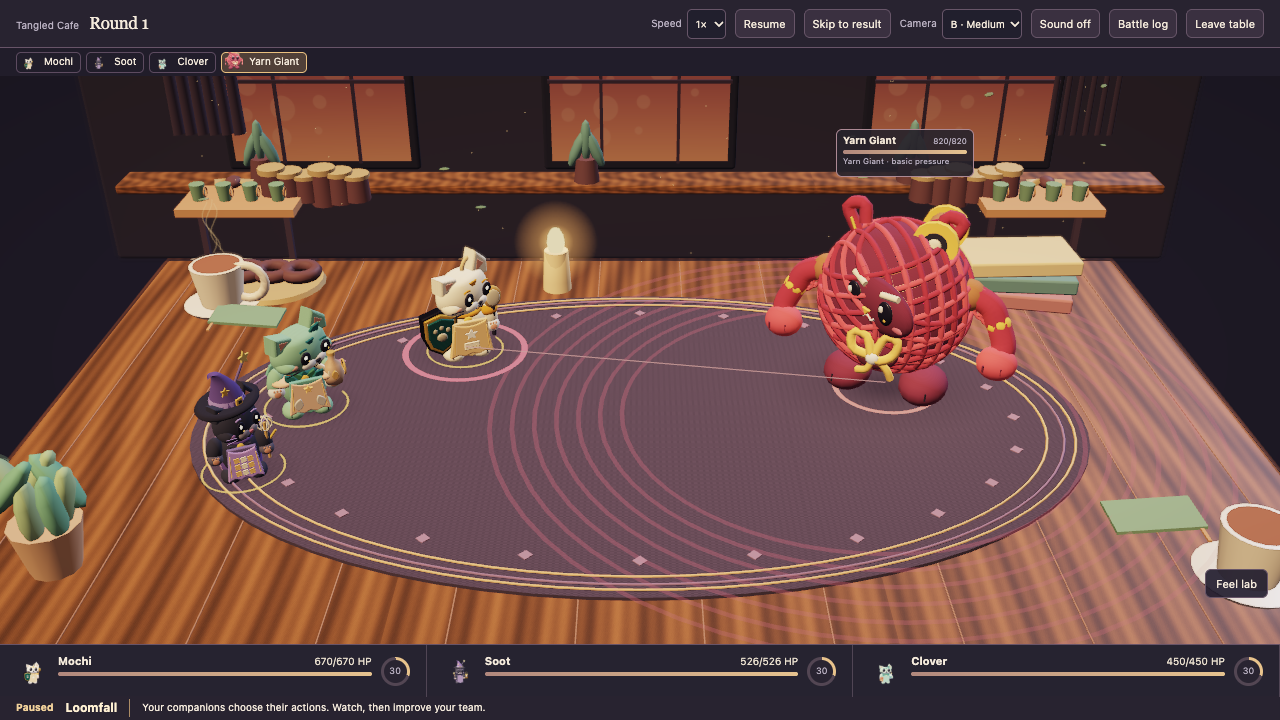 Tangled Cafe Round 1 Speed 1x Resume Skip to result Camera B · Medium Sound off Battle log Leave table
Mochi Soot Clover Yarn Giant
Yarn Giant 820/820
Yarn Giant · basic pressure
Feel lab
Mochi 670/670 HP 30 Soot 526/526 HP 30 Clover 450/450 HP 30
Paused Loomfall Your companions choose their actions. Watch, then improve your team.